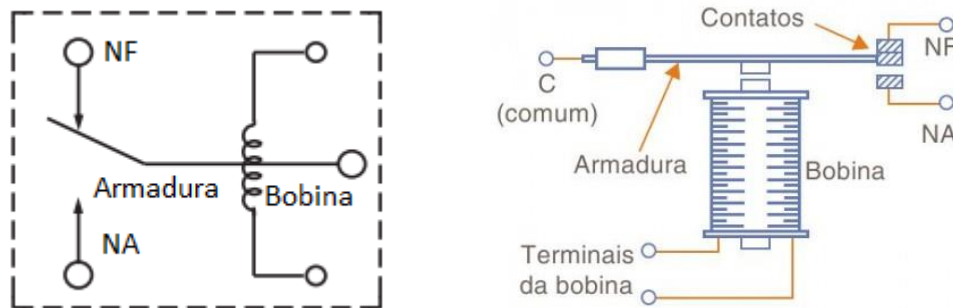 NF
Armadura
Bobina
NA
Contatos
NF
C
(comum)
NA
Armadura
Bobina
Terminais
da bobina